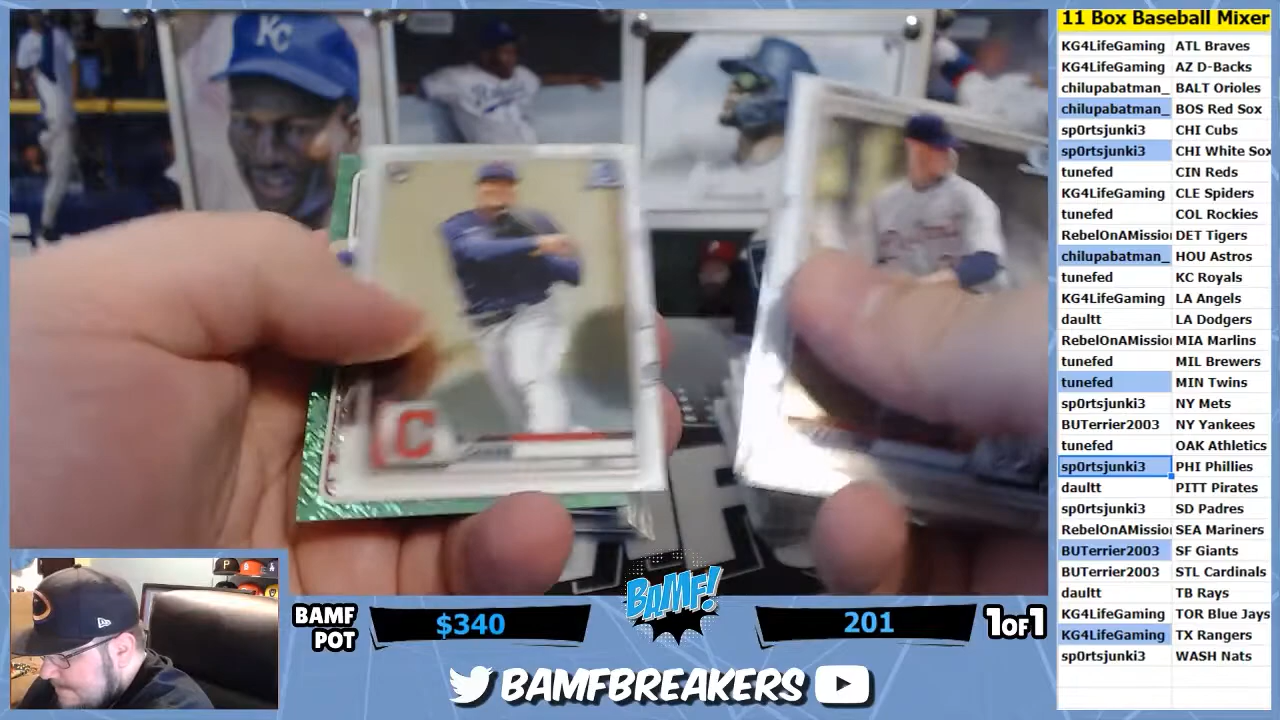 11 Box Baseball Mixer
KG4LifeGaming ATL Braves
KG4LifeGaming AZ D-Backs
chilupabatman_ BALT Orioles
chilupabatman_ BOS Red Sox
sp0rtsjunki3 CHI Cubs
sp0rtsjunki3 CHI White Sox
tunefed CIN Reds
KG4LifeGaming CLE Spiders
tunefed COL Rockies
RebelOnAMissio DET Tigers
chilupabatman_ HOU Astros
tunefed KC Royals
KG4LifeGaming LA Angels
daultt LA Dodgers
RebelOnAMissio MIA Marlins
tunefed MIL Brewers
tunefed MIN Twins
sp0rtsjunki3 NY Mets
BUTerrier2003 NY Yankees
tunefed OAK Athletics
sp0rtsjunki3 PHI Phillies
daultt PITT Pirates
sp0rtsjunki3 SD Padres
RebelOnAMissio SEA Mariners
BUTerrier2003 SF Giants
BUTerrier2003 STL Cardinals
daultt TB Rays
KG4LifeGaming TOR Blue Jays
KG4LifeGaming TX Rangers
sp0rtsjunki3 WASH Nats
KC
C
BAMF!
BAMF POT $340 201 1OF1
BAMFBREAKERS